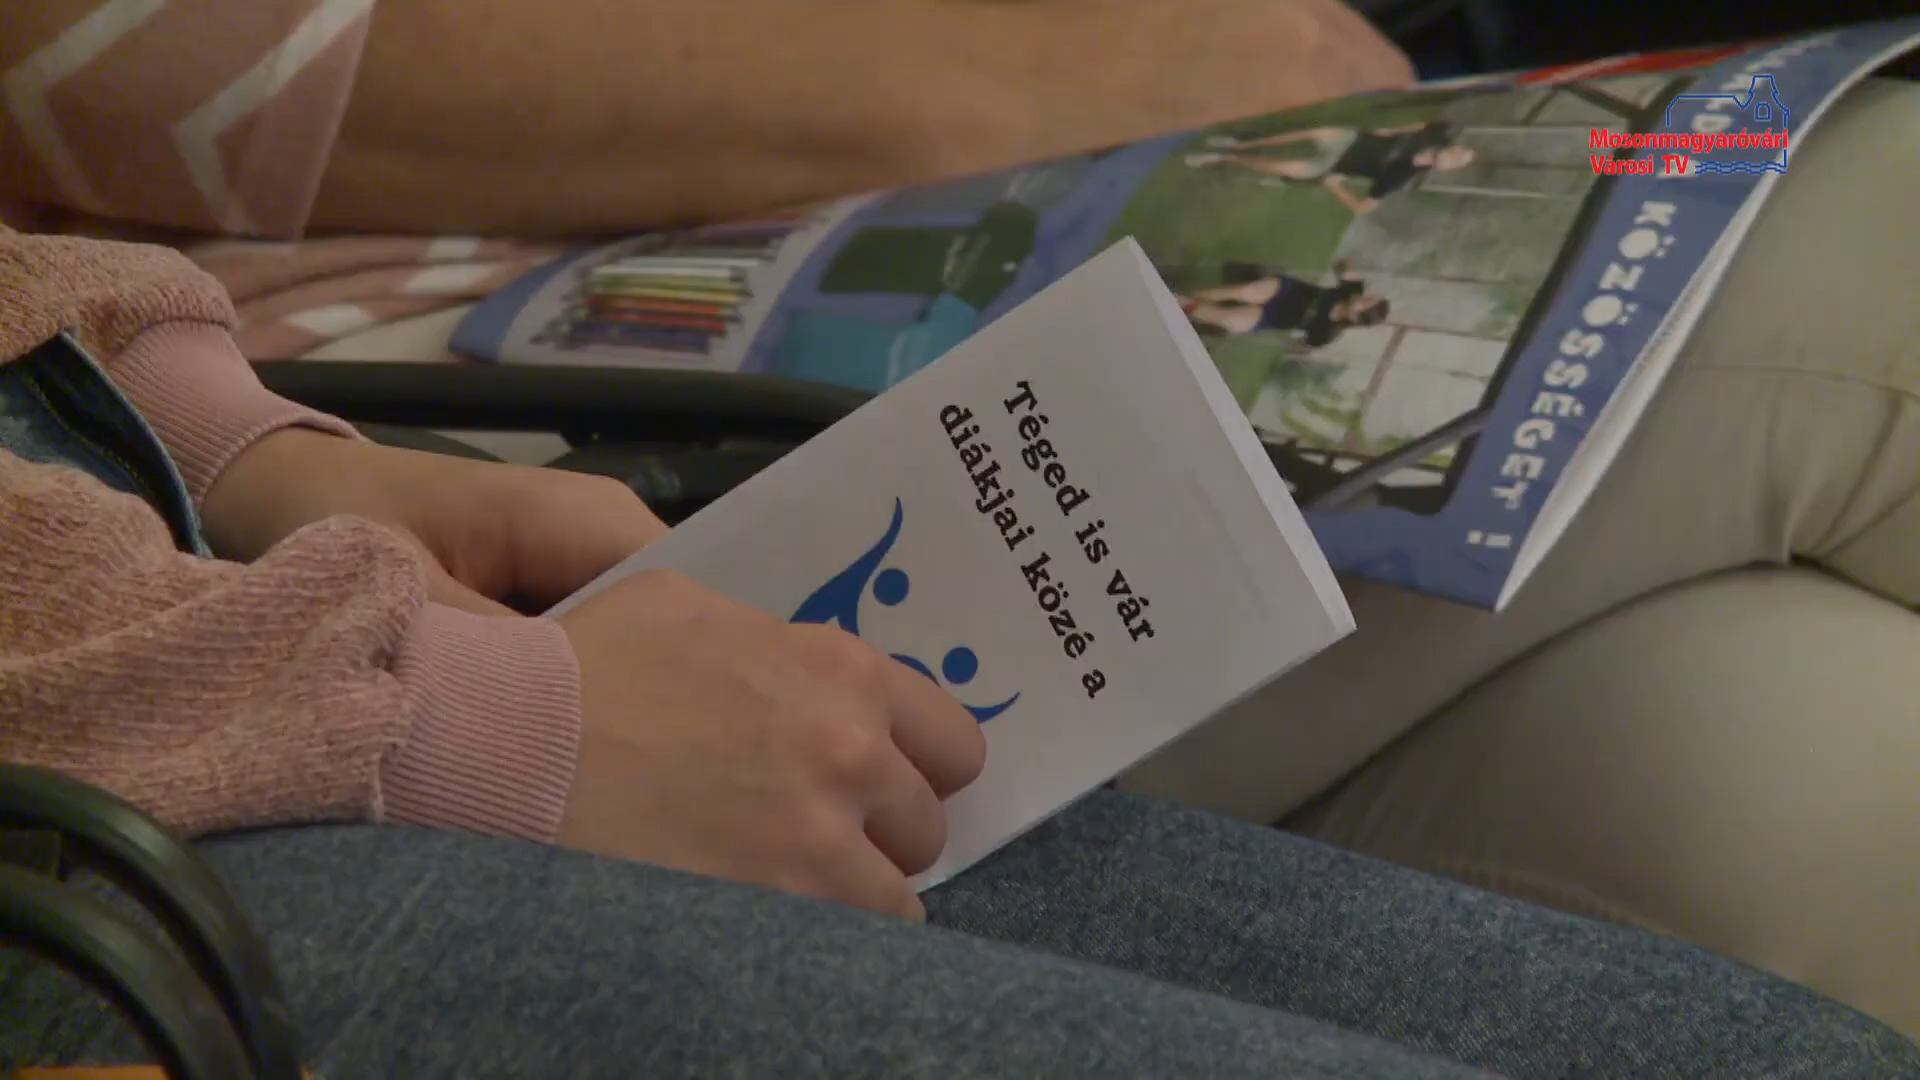 Mosonmagyaróvári
Városi TV
KÖZÖSSÉGET !
Téged is vár
diákjai közé a